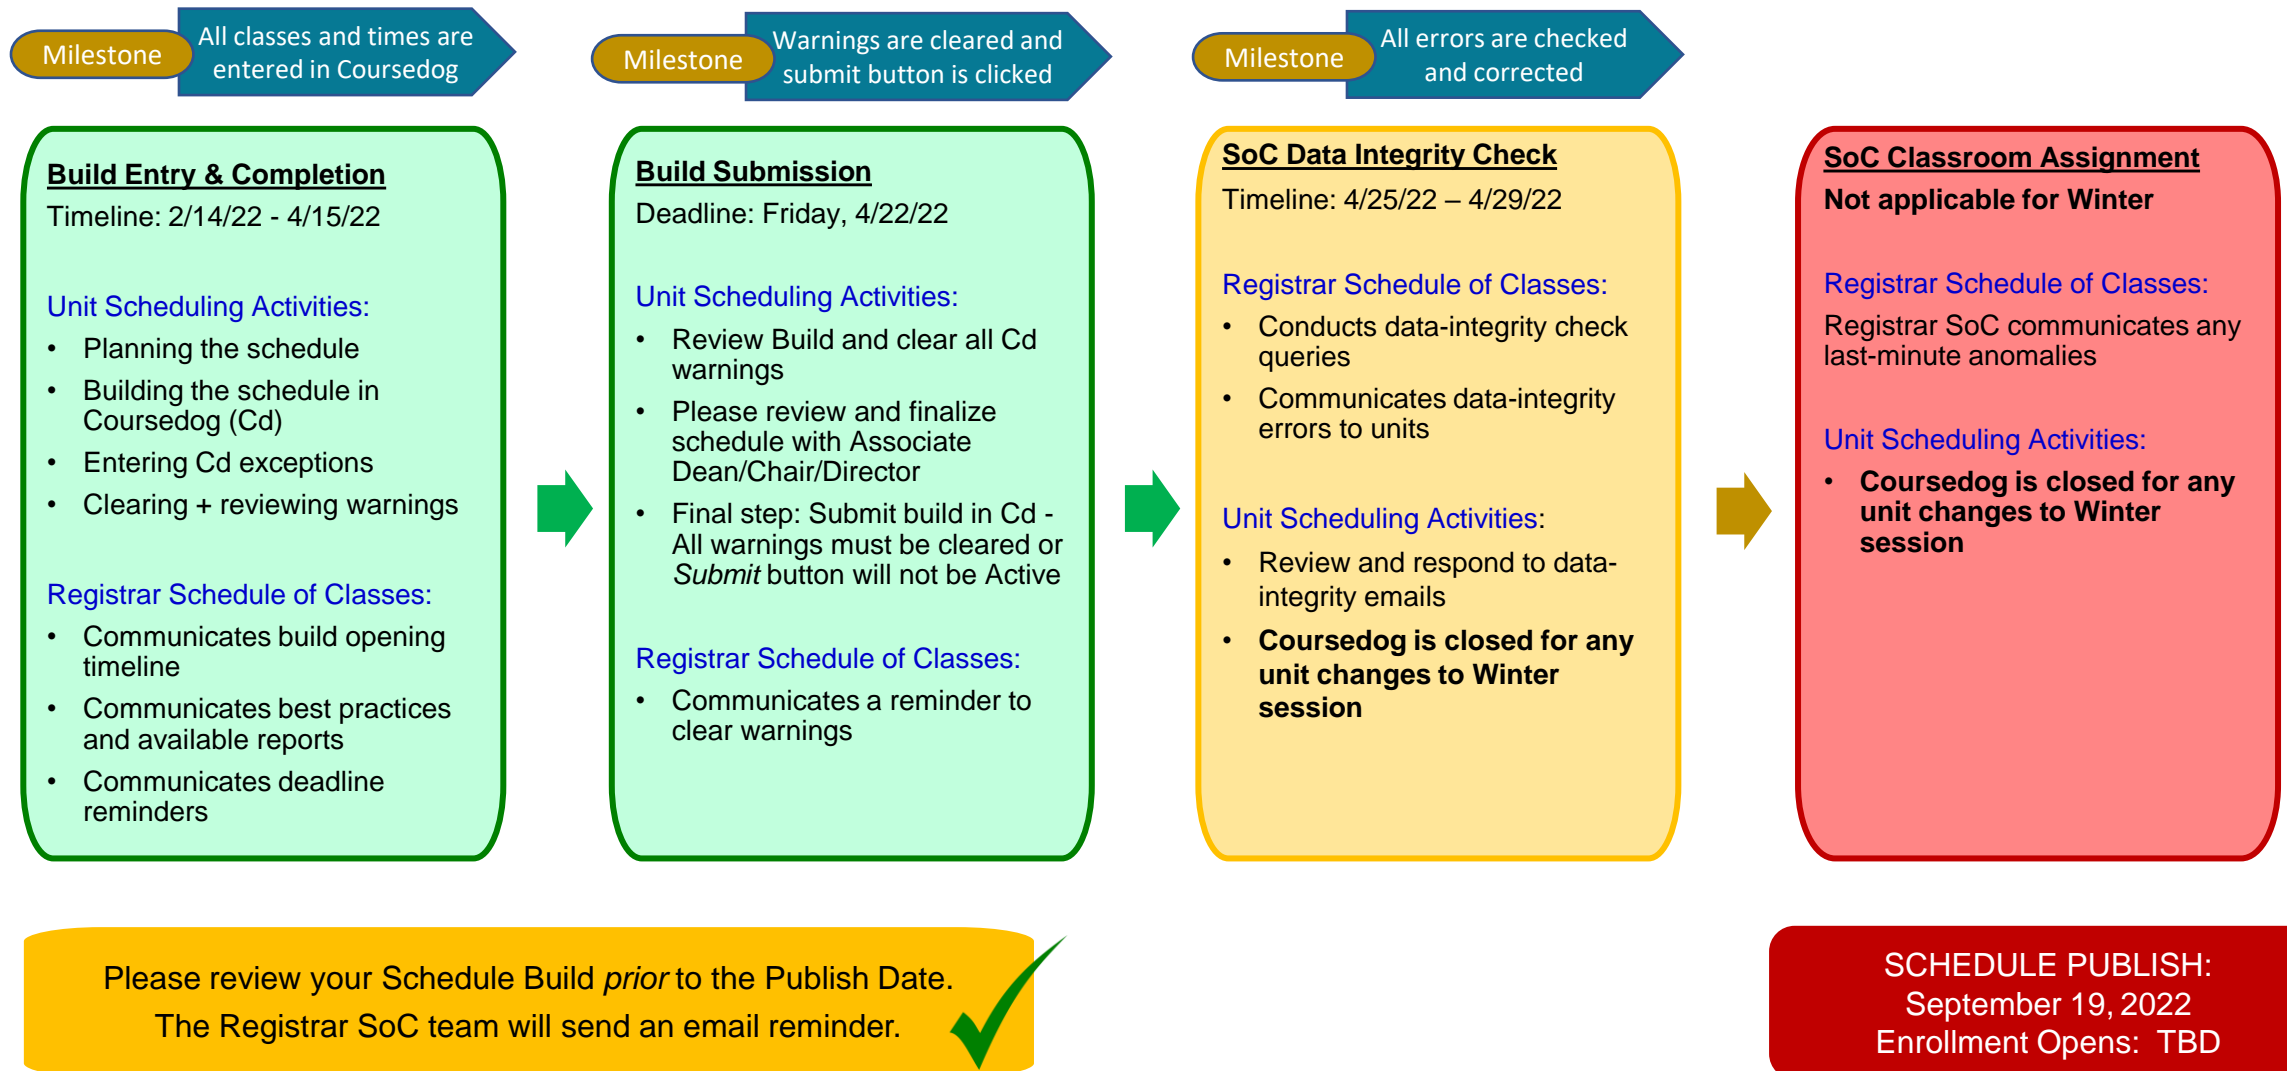 Milestone
All classes and times are
entered in Coursedog
Milestone
Warnings are cleared and
submit button is clicked
Milestone
All errors are checked
and corrected
Build Entry & Completion
Timeline: 2/14/22 - 4/15/22
Unit Scheduling Activities:
• Planning the schedule
• Building the schedule in
Coursedog (Cd)
• Entering Cd exceptions
• Clearing + reviewing warnings
Registrar Schedule of Classes:
• Communicates build opening
timeline
• Communicates best practices
and available reports
• Communicates deadline
reminders
Build Submission
Deadline: Friday, 4/22/22
Unit Scheduling Activities:
• Review Build and clear all Cd
warnings
• Please review and finalize
schedule with Associate
Dean/Chair/Director
• Final step: Submit build in Cd -
All warnings must be cleared or
Submit button will not be Active
Registrar Schedule of Classes:
• Communicates a reminder to
clear warnings
SoC Data Integrity Check
Timeline: 4/25/22 – 4/29/22
Registrar Schedule of Classes:
• Conducts data-integrity check
queries
• Communicates data-integrity
errors to units
Unit Scheduling Activities:
• Review and respond to data-
integrity emails
• Coursedog is closed for any
unit changes to Winter
session
SoC Classroom Assignment
Not applicable for Winter
Registrar Schedule of Classes:
Registrar SoC communicates any
last-minute anomalies
Unit Scheduling Activities:
• Coursedog is closed for any
unit changes to Winter
session
Please review your Schedule Build prior to the Publish Date.
The Registrar SoC team will send an email reminder.
SCHEDULE PUBLISH:
September 19, 2022
Enrollment Opens: TBD